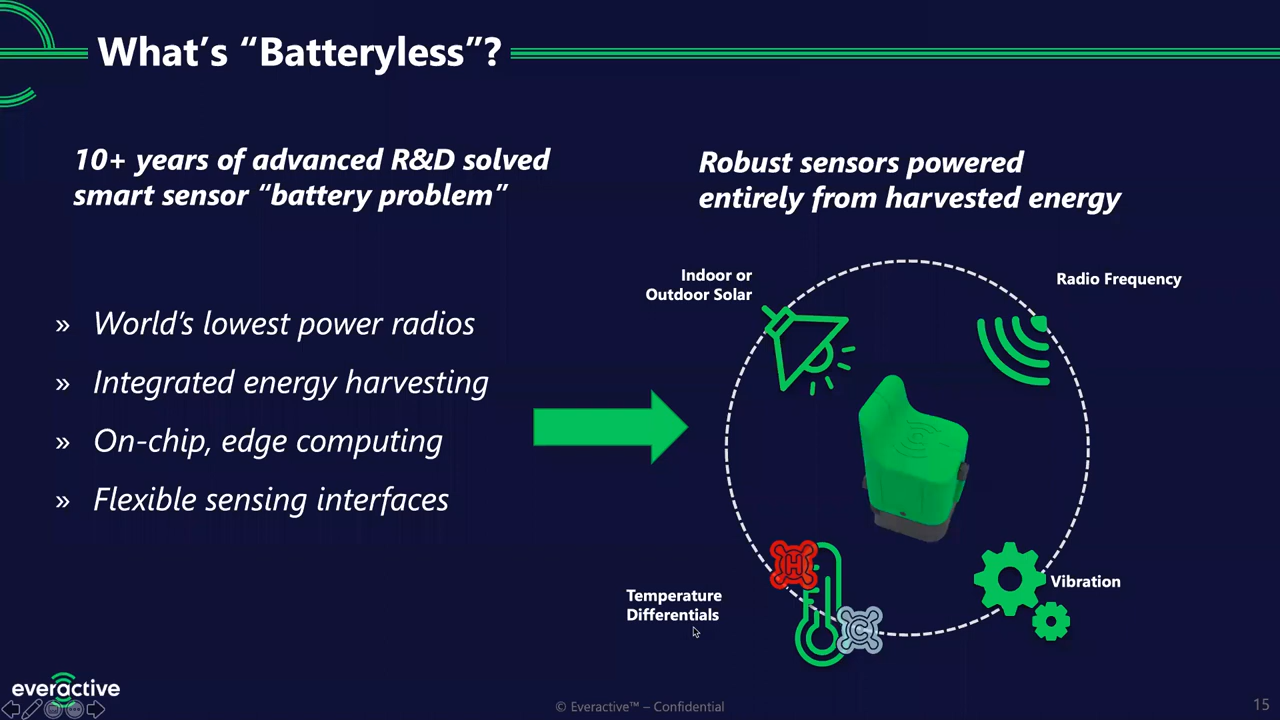 What's “Batteryless”?
10+ years of advanced R&D solved
smart sensor “battery problem”
» World's lowest power radios
» Integrated energy harvesting
» On-chip, edge computing
» Flexible sensing interfaces
Robust sensors powered
entirely from harvested energy
Indoor or
Outdoor Solar
Radio Frequency
H
Temperature
Differentials
C
Vibration
everactive
© Everactive™ – Confidential
15